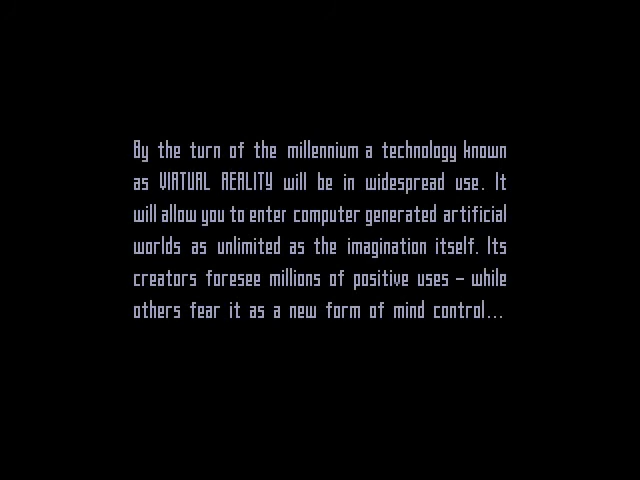 By the turn of the millennium a technology known
as VIRTUAL REALITY will be in widespread use. It
will allow you to enter computer generated artificial
worlds as unlimited as the imagination itself. Its
creators foresee millions of positive uses – while
others fear it as a new form of mind control...